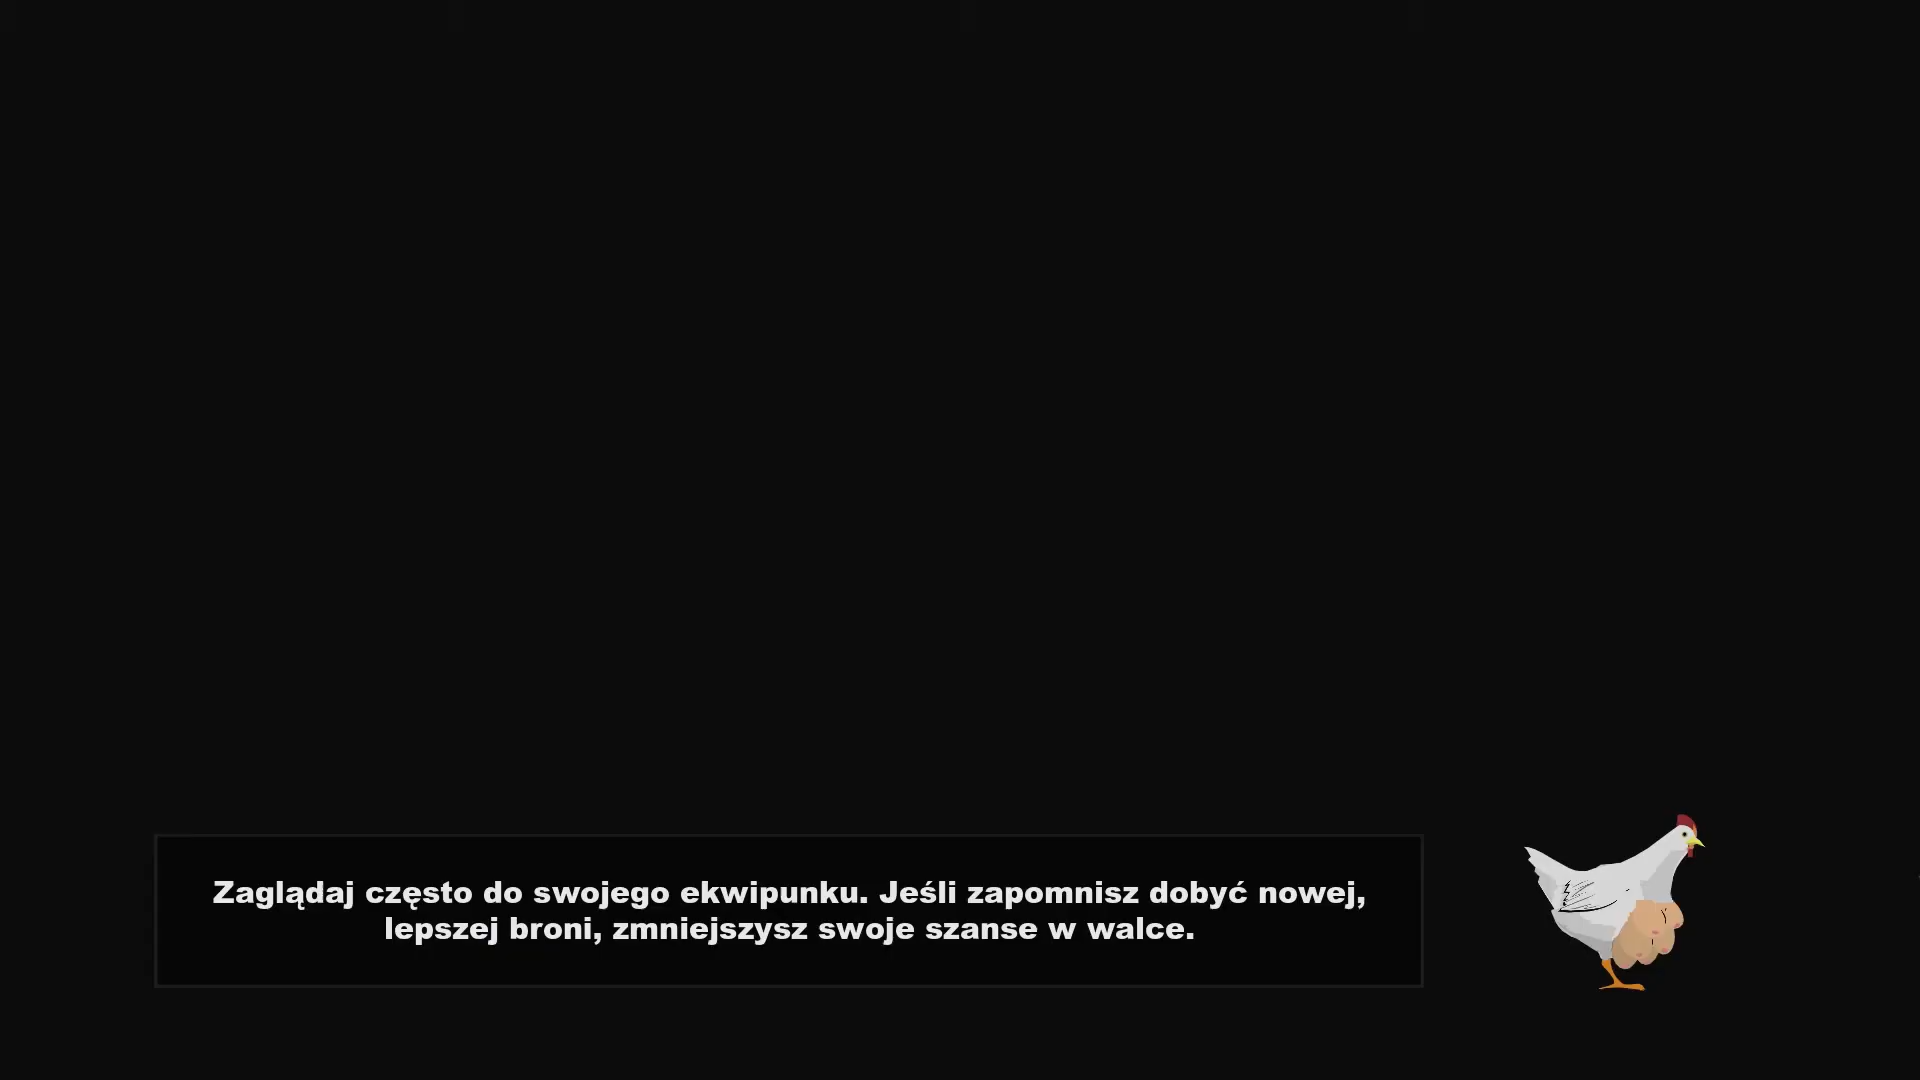 Zaglądaj często do swojego ekwipunku. Jeśli zapomnisz dobyć nowej,
lepszej broni, zmniejszysz swoje szanse w walce.